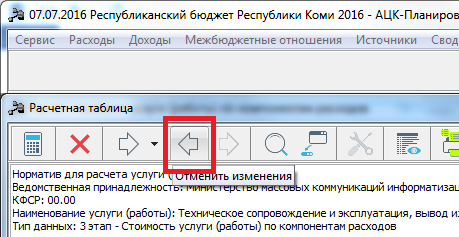 07.07.2016 Республиканский бюджет Республики Коми 2016 - АЦК-Планиро
Сервис Расходы Доходы Межбюджетные отношения Источники Свод
Расчетная таблица
Отменить изменения
Норматив для расчета услуги (
Ведомственная принадлежность: Министерство массовых коммуникаций информатиза
КФСР: 00.00
Наименование услуги (работы): Техническое сопровождение и эксплуатация, вывод из
Тип данных: 3 этап - Стоимость услуги (работы) по компонентам расходов